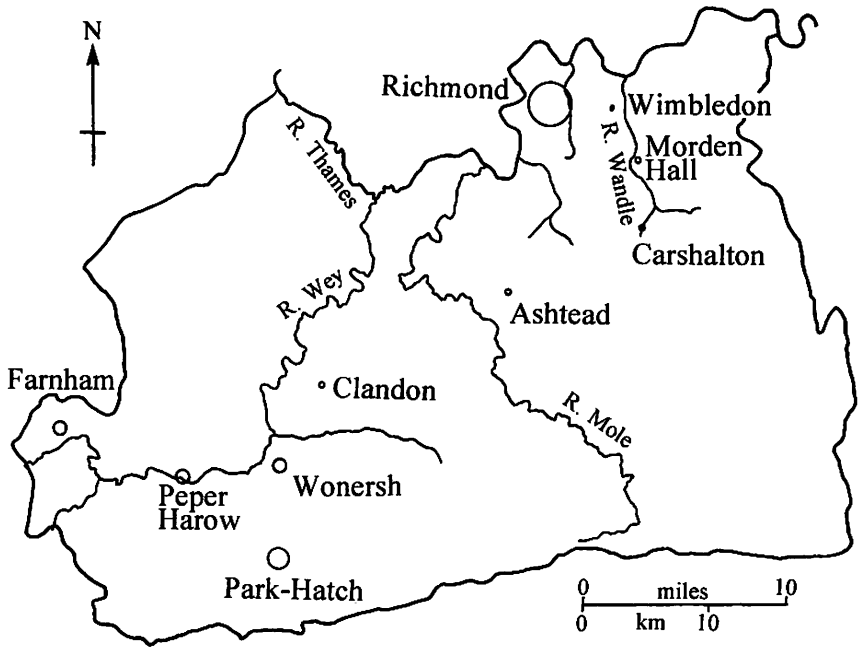 N
Richmond
Wimbledon
R. Thames
R. Wandle
Morden
Hall
Carshalton
R. Wey
Ashtead
Farnham
Clandon
R. Mole
Peper
Harow
Wonersh
Park-Hatch
0 miles 10
0 km 10